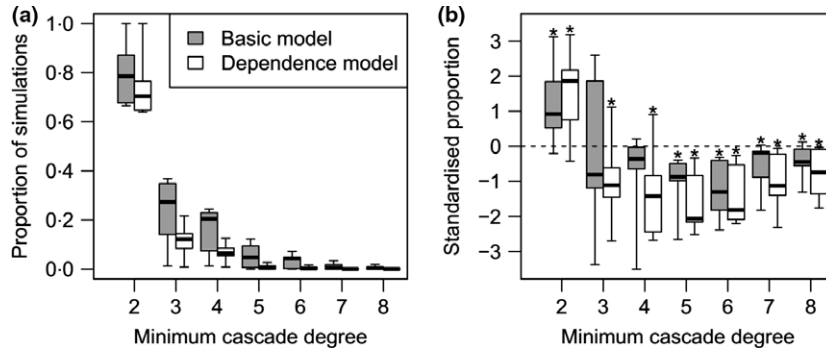 (a)
Proportion of simulations
1·0
0·8
0·6
0·4
0·2
0·0
Basic model
Dependence model
2 3 4 5 6 7 8
Minimum cascade degree
(b)
Standardised proportion
3
2
1
0
−1
−2
−3
* * * * * * * * * * * *
2 3 4 5 6 7 8
Minimum cascade degree